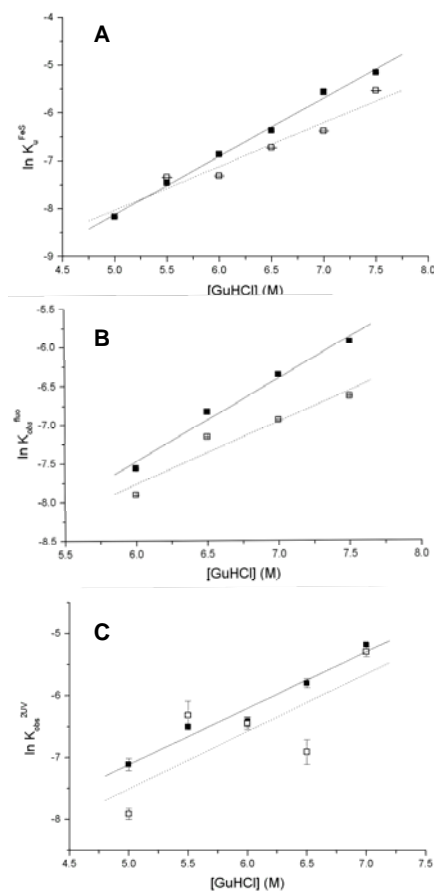 A
-4
-5
-6
-7
-8
-9
ln K_u^FeS
4.5 5.0 5.5 6.0 6.5 7.0 7.5 8.0
[GuHCl] (M)
B
-5.5
-6.0
-6.5
-7.0
-7.5
-8.0
-8.5
ln K_obs^fluo
5.5 6.0 6.5 7.0 7.5 8.0
[GuHCl] (M)
C
-5
-6
-7
-8
ln K_obs^2UV
4.5 5.0 5.5 6.0 6.5 7.0 7.5
[GuHCl] (M)